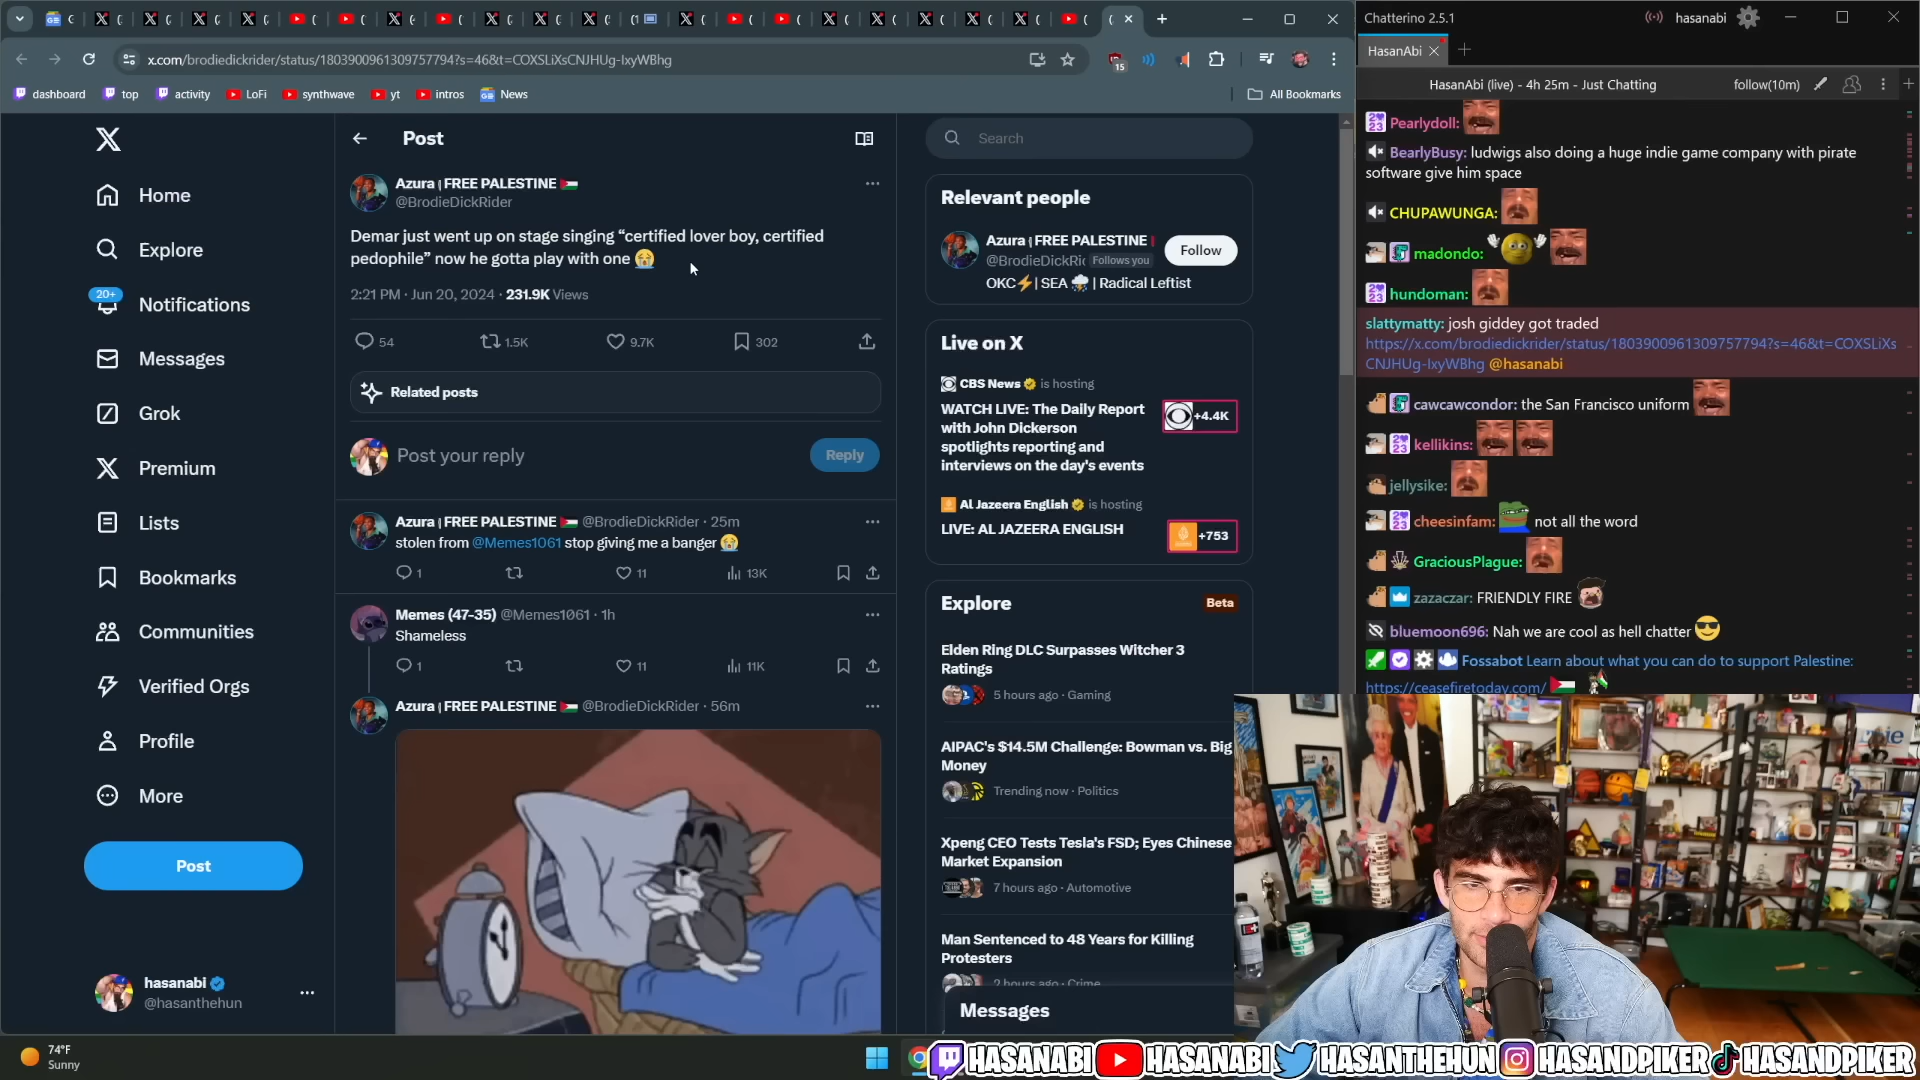 x.com/brodiedickrider/status/1803900961309757794?s=46&t=COXSLiXsCNJHUg-IxyWBhg
15
dashboard
top
activity
LoFi
synthwave
yt
intros
News
All Bookmarks
Home
Explore
20+
Notifications
Messages
Grok
Premium
Lists
Bookmarks
Communities
Verified Orgs
Profile
More
Post
hasanabi
@hasanthehun
Post
Azura | FREE PALESTINE 🇵🇸
@BrodieDickRider
Demar just went up on stage singing “certified lover boy, certified
pedophile” now he gotta play with one 😭
2:21 PM · Jun 20, 2024 · 231.9K Views
54
1.5K
9.7K
302
Related posts
Post your reply
Reply
Azura | FREE PALESTINE 🇵🇸 @BrodieDickRider · 25m
stolen from @Memes1061 stop giving me a banger 😭
1
11
13K
Memes (47-35) @Memes1061 · 1h
Shameless
1
11
11K
Azura | FREE PALESTINE 🇵🇸 @BrodieDickRider · 56m
Search
Relevant people
Azura | FREE PALESTINE
@BrodieDickRi
Follows you
Follow
OKC⚡| SEA ⛈️ | Radical Leftist
Live on X
CBS News is hosting
WATCH LIVE: The Daily Report
with John Dickerson
spotlights reporting and
interviews on the day's events
+4.4K
Al Jazeera English is hosting
LIVE: AL JAZEERA ENGLISH
+753
Explore
Beta
Elden Ring DLC Surpasses Witcher 3
Ratings
5 hours ago · Gaming
AIPAC's $14.5M Challenge: Bowman vs. Big
Money
Trending now · Politics
Xpeng CEO Tests Tesla's FSD; Eyes Chinese
Market Expansion
7 hours ago · Automotive
Man Sentenced to 48 Years for Killing
Protesters
2 hours ago · Crime
Messages
Chatterino 2.5.1
hasanabi
HasanAbi
HasanAbi (live) - 4h 25m - Just Chatting
follow(10m)
Pearlydoll:
BearlyBusy: ludwigs also doing a huge indie game company with pirate
software give him space
CHUPAWUNGA:
madondo:
hundoman:
slattymatty: josh giddey got traded
https://x.com/brodiedickrider/status/1803900961309757794?s=46&t=COXSLiXs
CNJHUg-IxyWBhg @hasanabi
cawcawcondor: the San Francisco uniform
kellikins:
jellysike:
cheesinfam: not all the word
GraciousPlague:
zazaczar: FRIENDLY FIRE
bluemoon696: Nah we are cool as hell chatter 😎
Fossabot Learn about what you can do to support Palestine:
https://ceasefiretoday.com/
74°F
Sunny
HASANABI
HASANABI
HASANTHEHUN
HASANDPIKER
HASANDPIKER